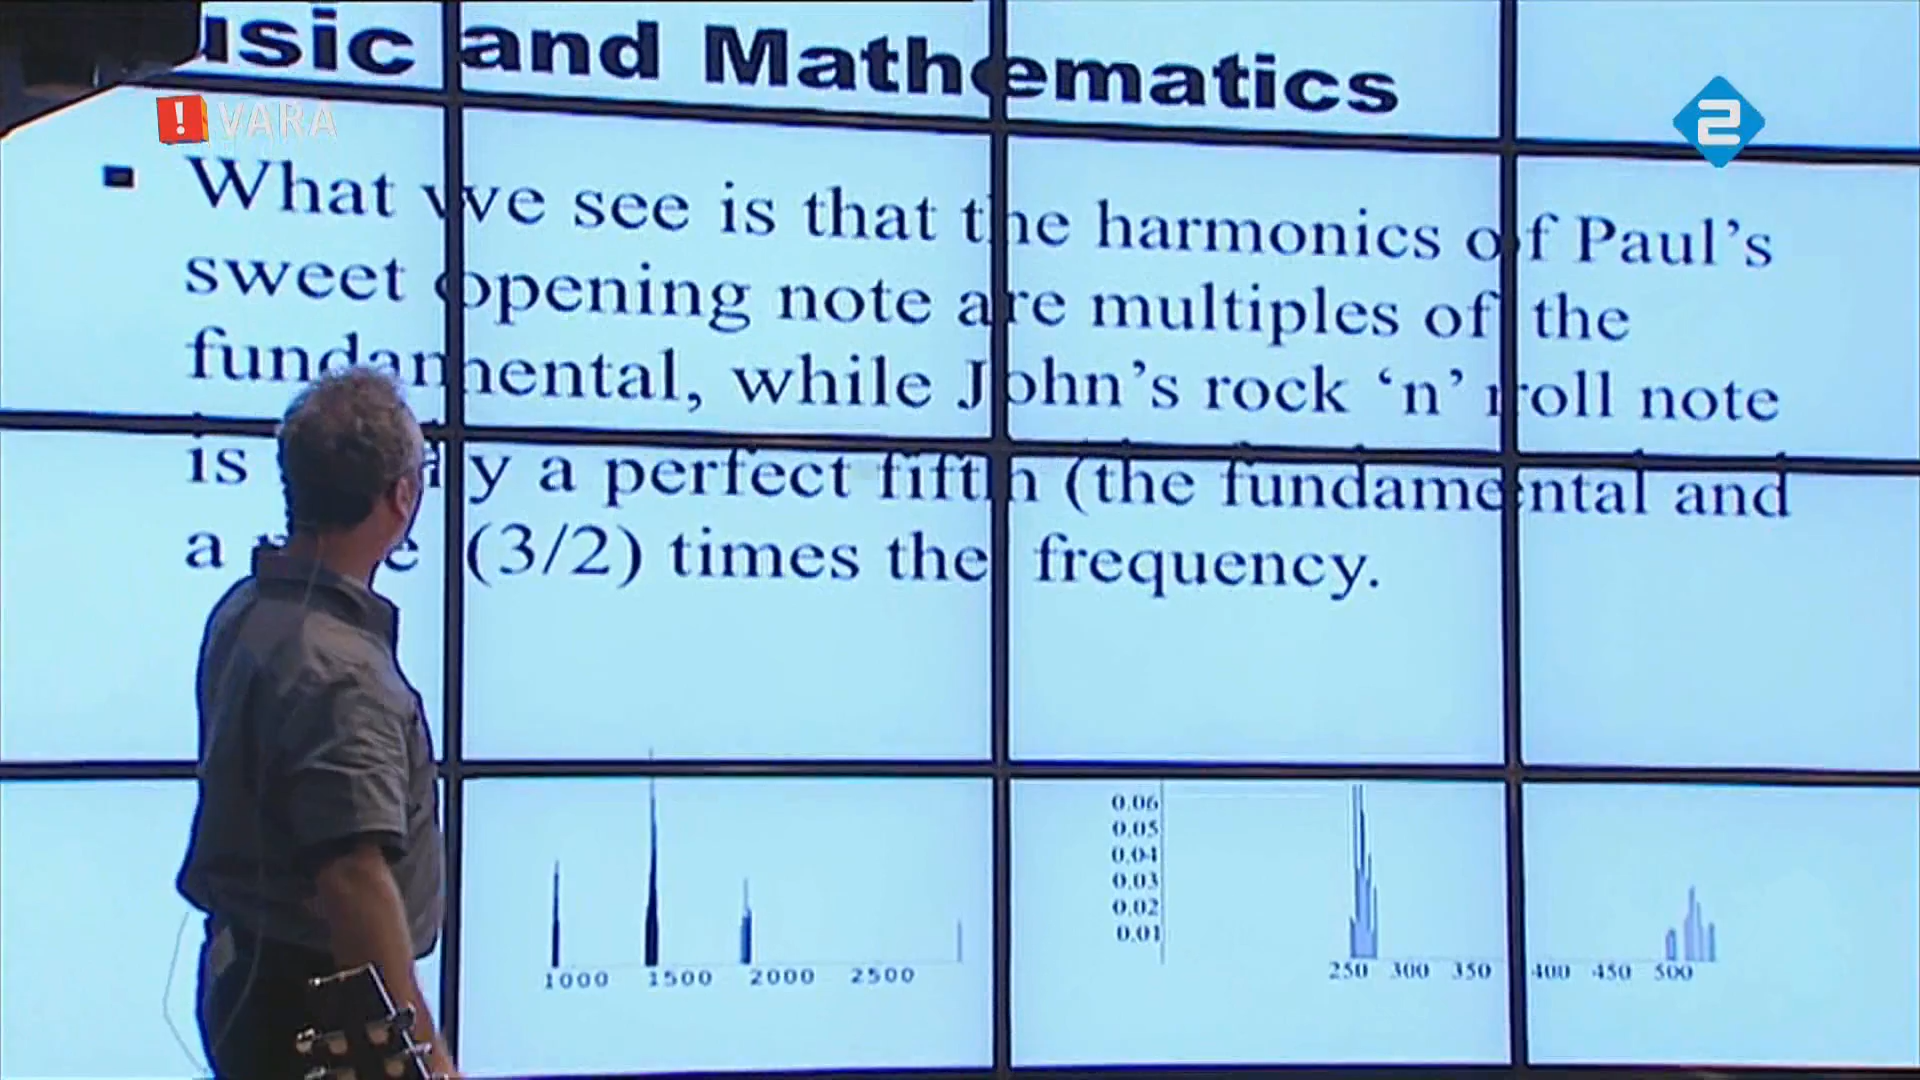 usic and Mathematics
! VARA
2
▪ What we see is that the harmonics of Paul’s
sweet opening note are multiples of the
fundamental, while John’s rock ‘n’ roll note
is a perfect fifth (the fundamental and
a (3/2) times the frequency.
0.06
0.05
0.04
0.03
0.02
0.01
1000 1500 2000 2500
250 300 350 400 450 500